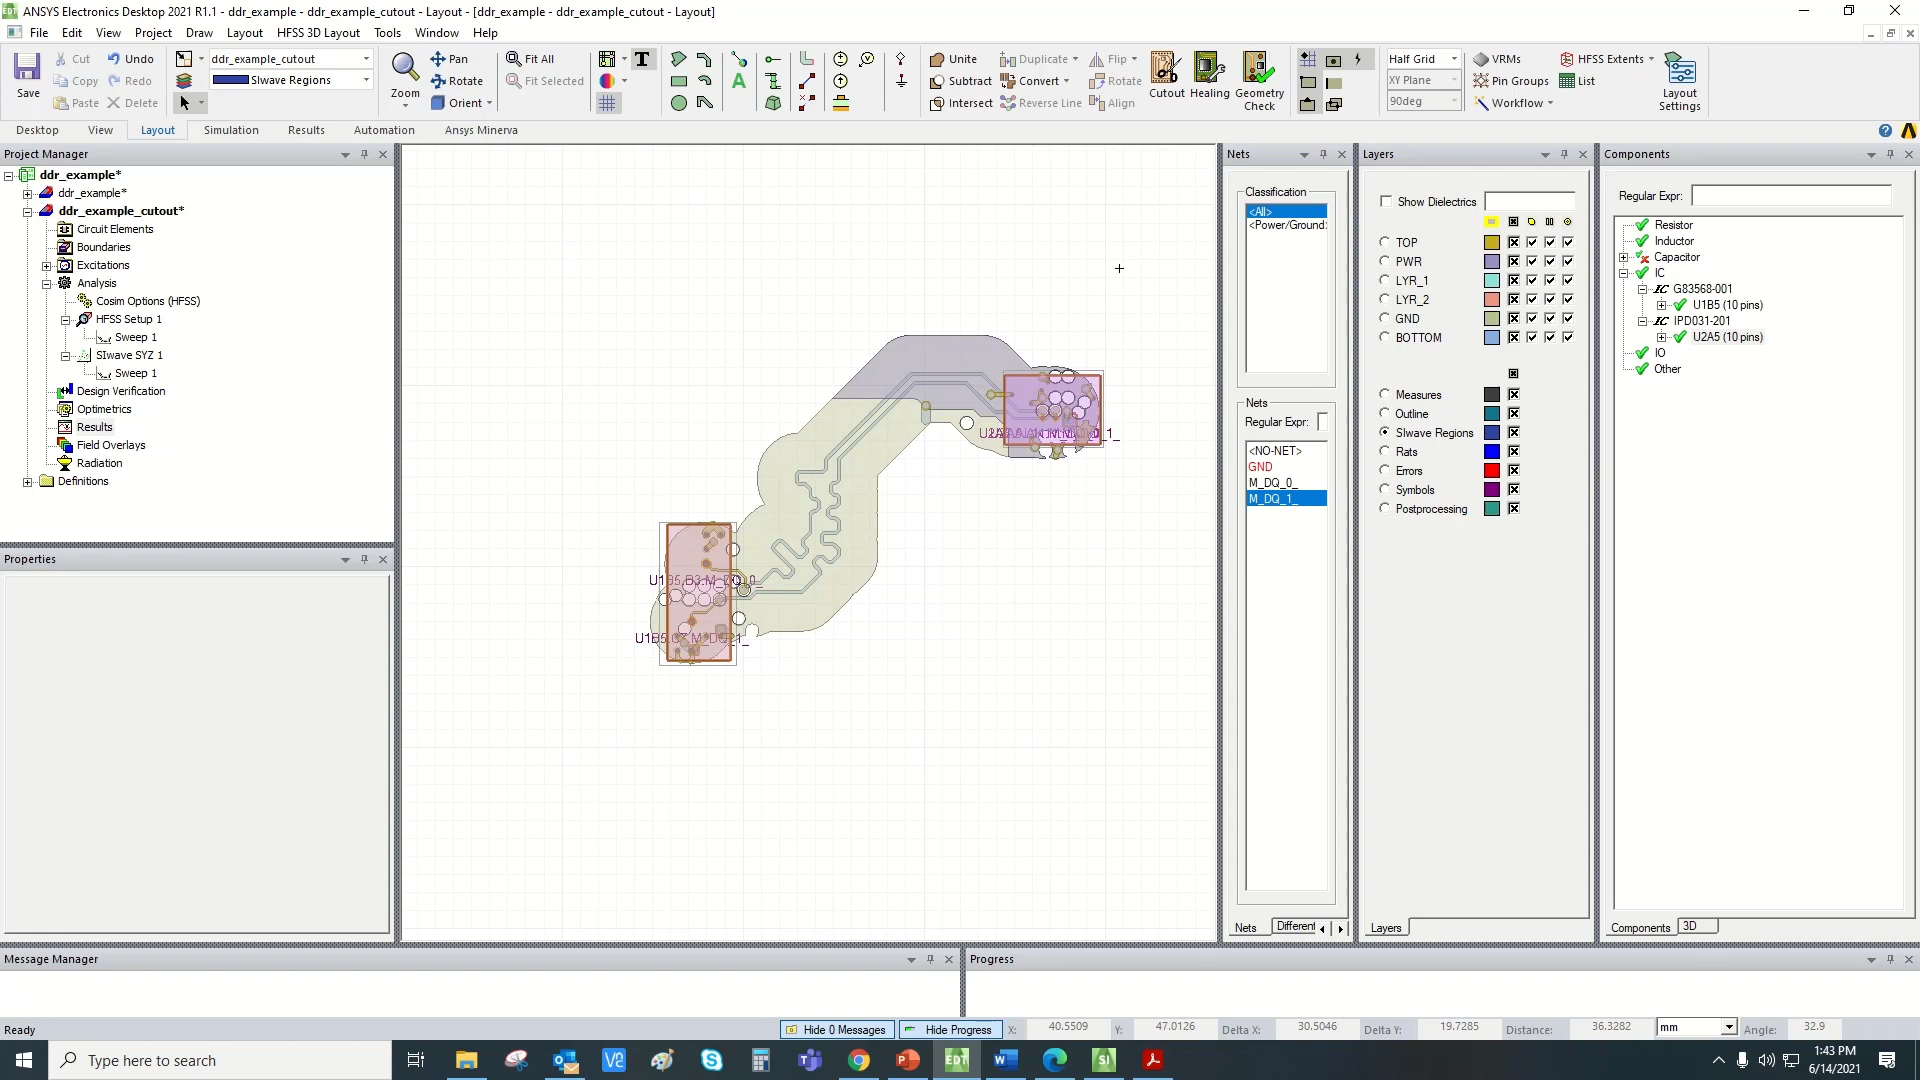 ANSYS Electronics Desktop 2021 R1.1 - ddr_example - ddr_example_cutout - Layout - [ddr_example - ddr_example_cutout - Layout]
File Edit View Project Draw Layout HFSS 3D Layout Tools Window Help
Save
Cut Undo
Copy Redo
Paste Delete
ddr_example_cutout
SIwave Regions
Zoom
Pan
Rotate
Orient
Fit All
Fit Selected
Unite Duplicate Flip
Subtract Convert Rotate
Intersect Reverse Line Align
Cutout Healing Geometry Check
Half Grid
XY Plane
90deg
VRMs HFSS Extents
Pin Groups List
Workflow
Layout Settings
Desktop View Layout Simulation Results Automation Ansys Minerva
Project Manager
ddr_example*
ddr_example*
ddr_example_cutout*
Circuit Elements
Boundaries
Excitations
Analysis
Cosim Options (HFSS)
HFSS Setup 1
Sweep 1
SIwave SYZ 1
Sweep 1
Design Verification
Optimetrics
Results
Field Overlays
Radiation
Definitions
Properties
Nets
Classification
<All>
<Power/Ground>
Nets
Regular Expr:
<NO-NET>
GND
M_DQ_0_
M_DQ_1_
Nets Different
Layers
Show Dielectrics
TOP
PWR
LYR_1
LYR_2
GND
BOTTOM
Measures
Outline
SIwave Regions
Rats
Errors
Symbols
Postprocessing
Layers
Components
Regular Expr:
Resistor
Inductor
Capacitor
IC
G83568-001
U1B5 (10 pins)
IPD031-201
U2A5 (10 pins)
IO
Other
Components 3D
U1B5.B3.M_DQ_0_
Message Manager
Progress
Ready
Hide 0 Messages Hide Progress X: 40.5509 Y: 47.0126 Delta X: 30.5046 Delta Y: 19.7285 Distance: 36.3282 mm Angle: 32.9
Type here to search
1:43 PM
6/14/2021